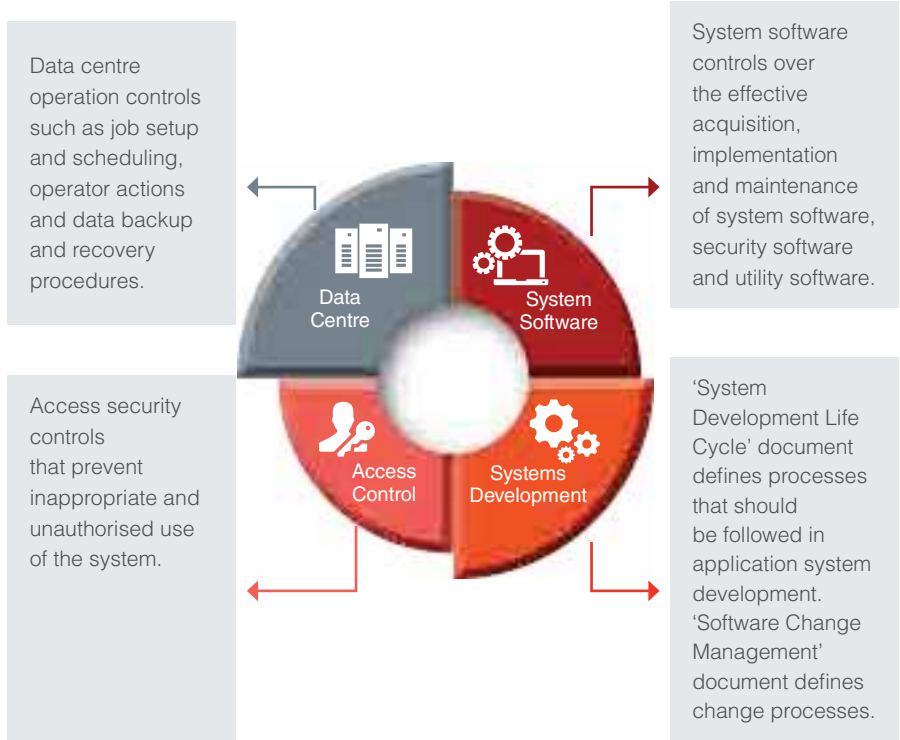 Data centre
operation controls
such as job setup
and scheduling,
operator actions
and data backup
and recovery
procedures.
System software
controls over
the effective
acquisition,
implementation
and maintenance
of system software,
security software
and utility software.
Data
Centre
System
Software
Access
Control
Systems
Development
Access security
controls
that prevent
inappropriate and
unauthorised use
of the system.
‘System
Development Life
Cycle’ document
defines processes
that should
be followed in
application system
development.
‘Software Change
Management’
document defines
change processes.